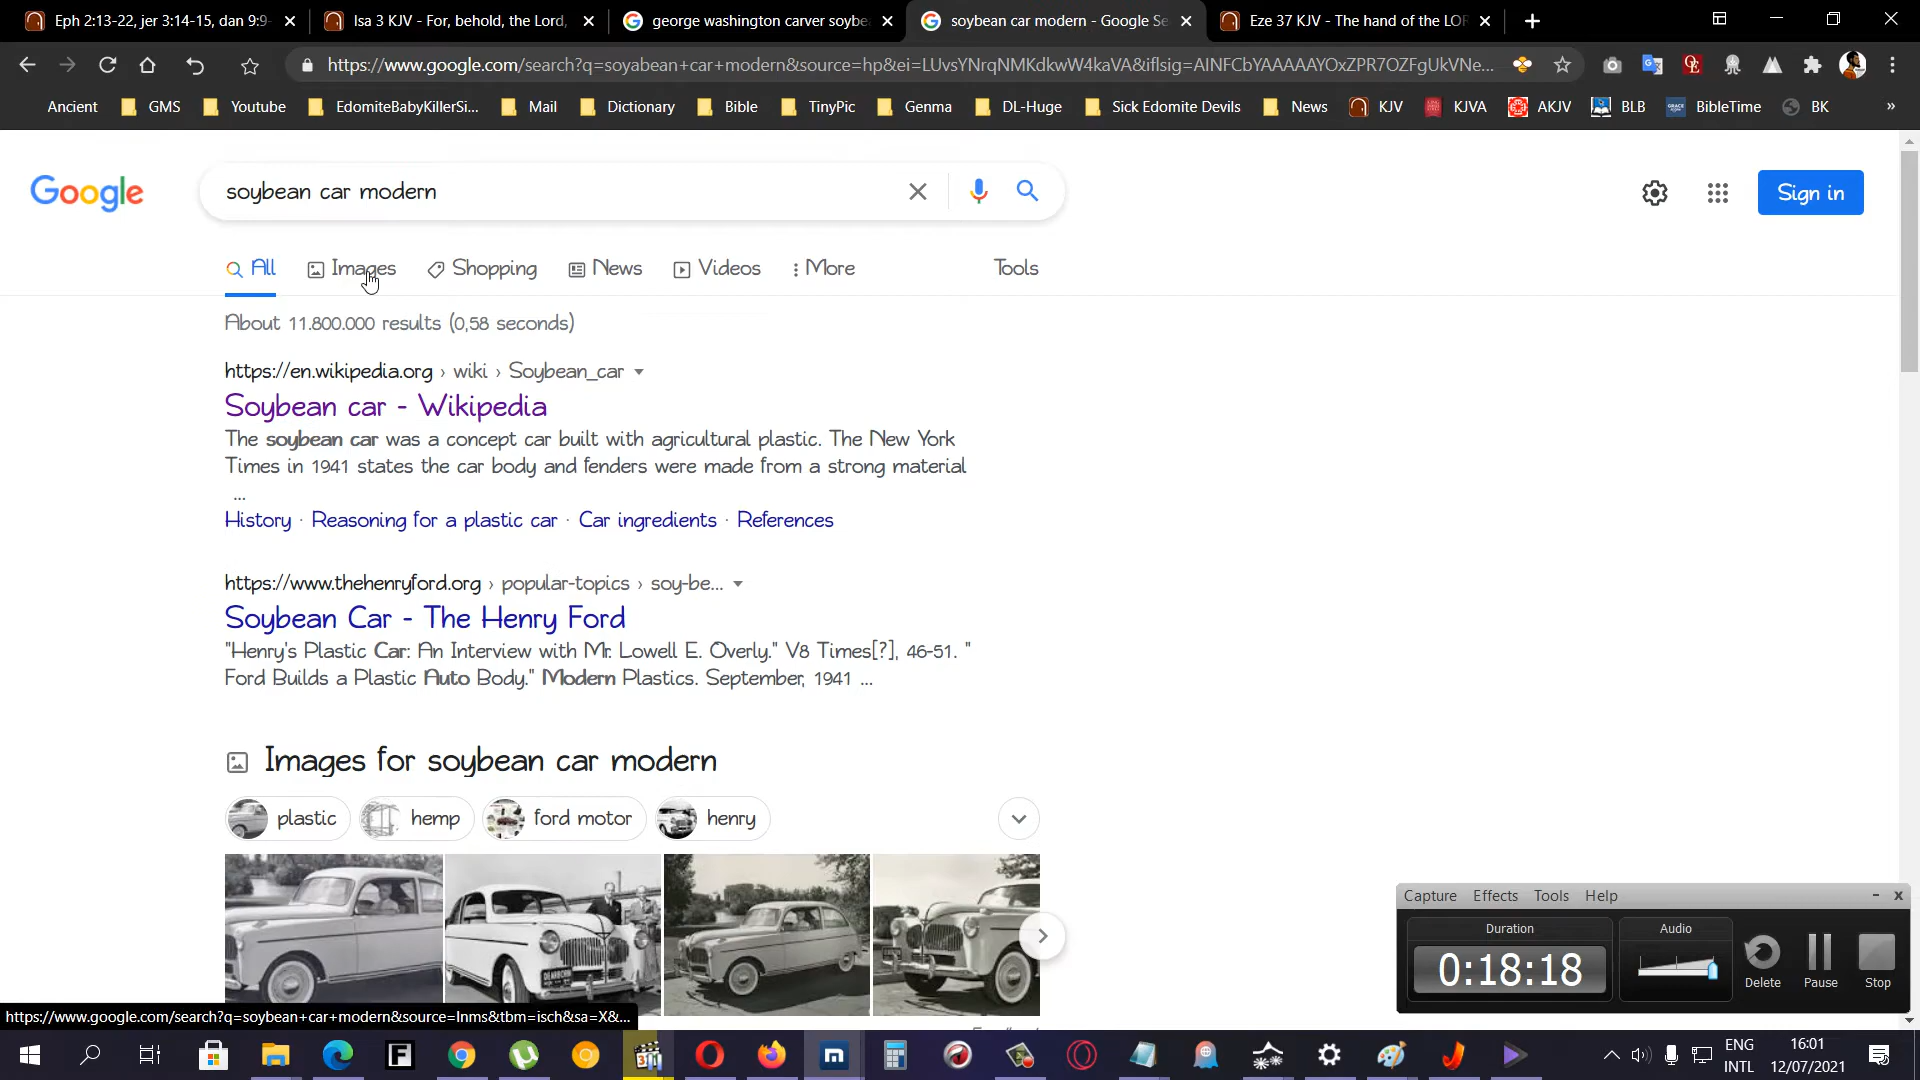 Eph 2:13-22, jer 3:14-15, dan 9:9-
Isa 3 KJV - For, behold, the Lord,
george washington carver soybe
soybean car modern - Google Se
Eze 37 KJV - The hand of the LOR
https://www.google.com/search?q=soyabean+car+modern&source=hp&ei=LUvsYNrqNMKdkwW4kaVA&iflsig=AINFCbYAAAAAYOxZPR7OZFgUkVNe...
Ancient GMS Youtube EdomiteBabyKillerSi... Mail Dictionary Bible TinyPic Genma DL-Huge Sick Edomite Devils News KJV KJVA AKJV BLB BibleTime BK »
Google
soybean car modern
Sign in
All Images Shopping News Videos More Tools
About 11.800.000 results (0,58 seconds)
https://en.wikipedia.org › wiki › Soybean_car
Soybean car - Wikipedia
The soybean car was a concept car built with agricultural plastic. The New York
Times in 1941 states the car body and fenders were made from a strong material
...
History · Reasoning for a plastic car · Car ingredients · References
https://www.thehenryford.org › popular-topics › soy-be...
Soybean Car - The Henry Ford
"Henry's Plastic Car: An Interview with Mr. Lowell E. Overly." V8 Times[?], 46-51. "
Ford Builds a Plastic Auto Body." Modern Plastics. September, 1941 ...
Images for soybean car modern
plastic hemp ford motor henry
DEARBORN
Capture Effects Tools Help
Duration
Audio
0:18:18
Delete Pause Stop
https://www.google.com/search?q=soybean+car+modern&source=lnms&tbm=isch&sa=X&...
ENG
INTL
16:01
12/07/2021